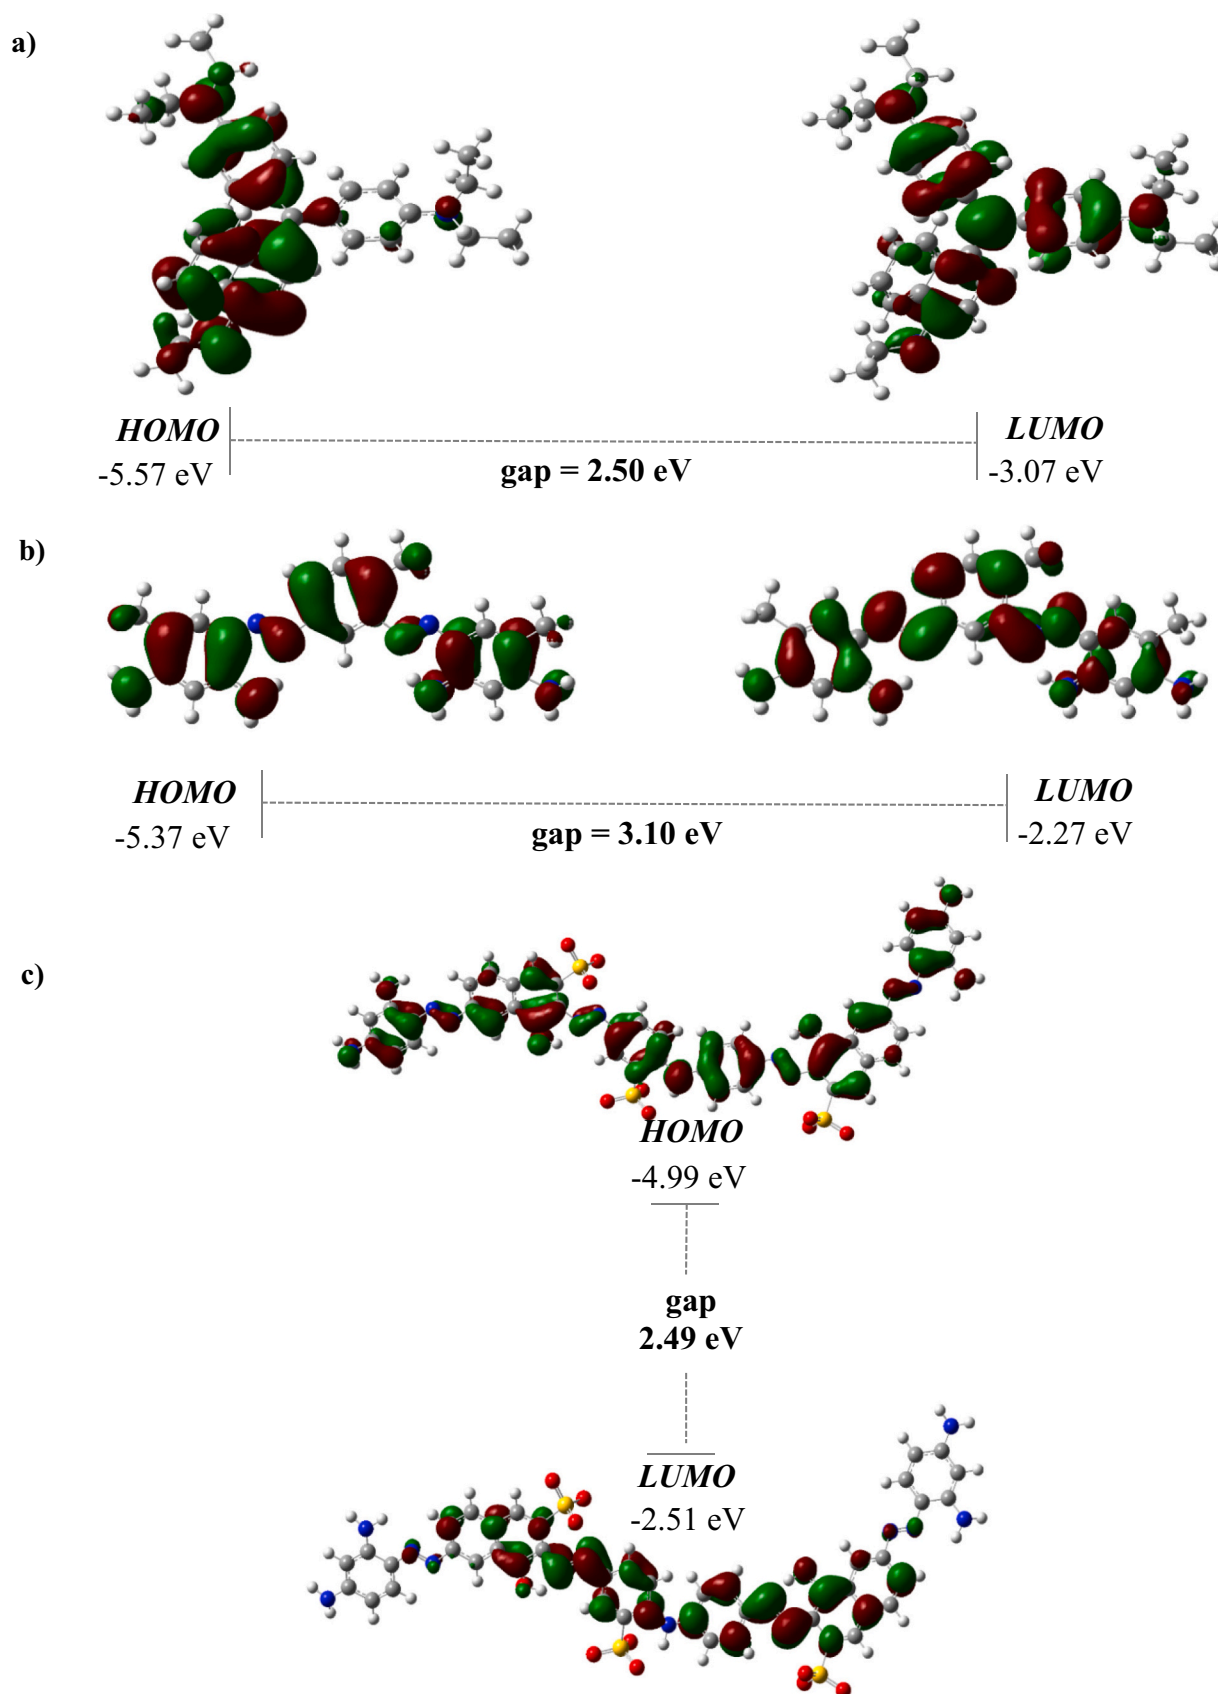 a)
HOMO
-5.57 eV
gap = 2.50 eV
LUMO
-3.07 eV
b)
HOMO
-5.37 eV
gap = 3.10 eV
LUMO
-2.27 eV
c)
HOMO
-4.99 eV
gap
2.49 eV
LUMO
-2.51 eV